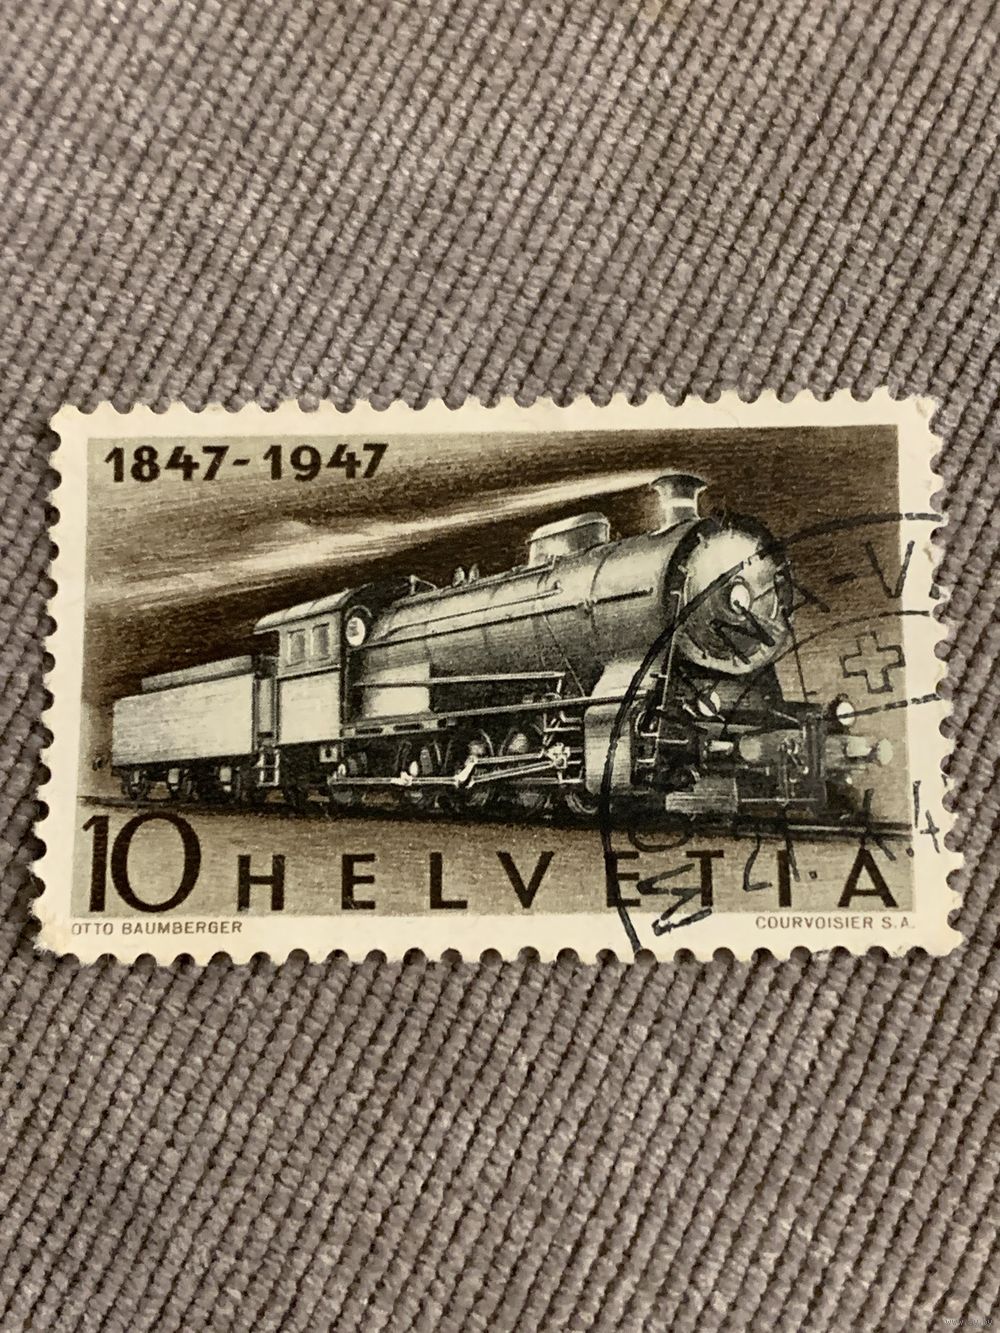 1847-1947
10 HELVETIA
OTTO BAUMBERGER
COURVOISIER S.A.